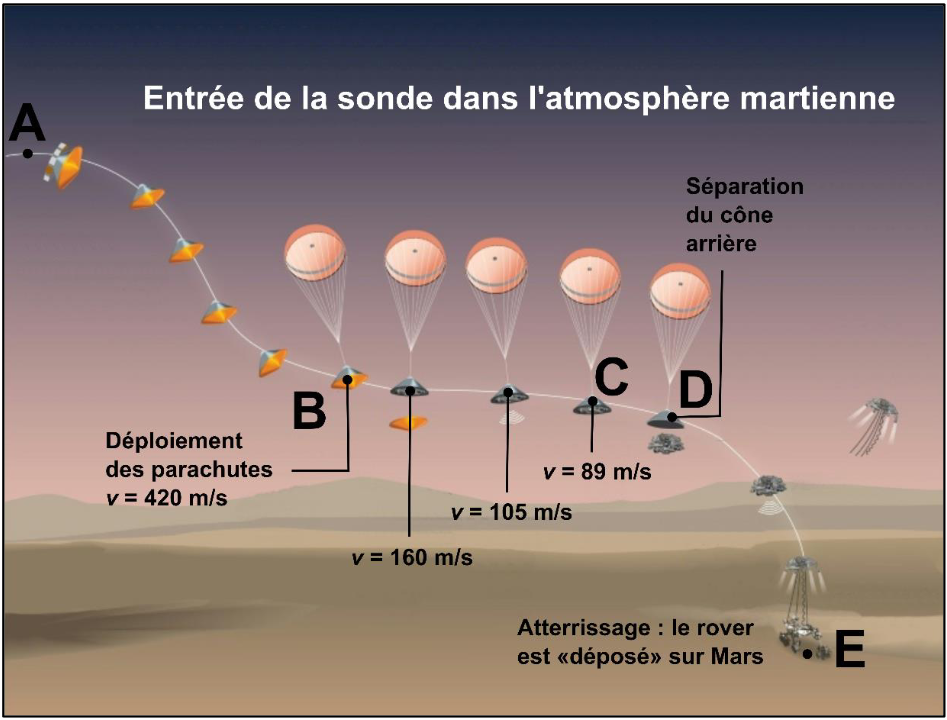 Entrée de la sonde dans l'atmosphère martienne
A
Séparation
du cône
arrière
B
C
D
Déploiement
des parachutes
v = 420 m/s
v = 89 m/s
v = 105 m/s
v = 160 m/s
Atterrissage : le rover
est «déposé» sur Mars
E